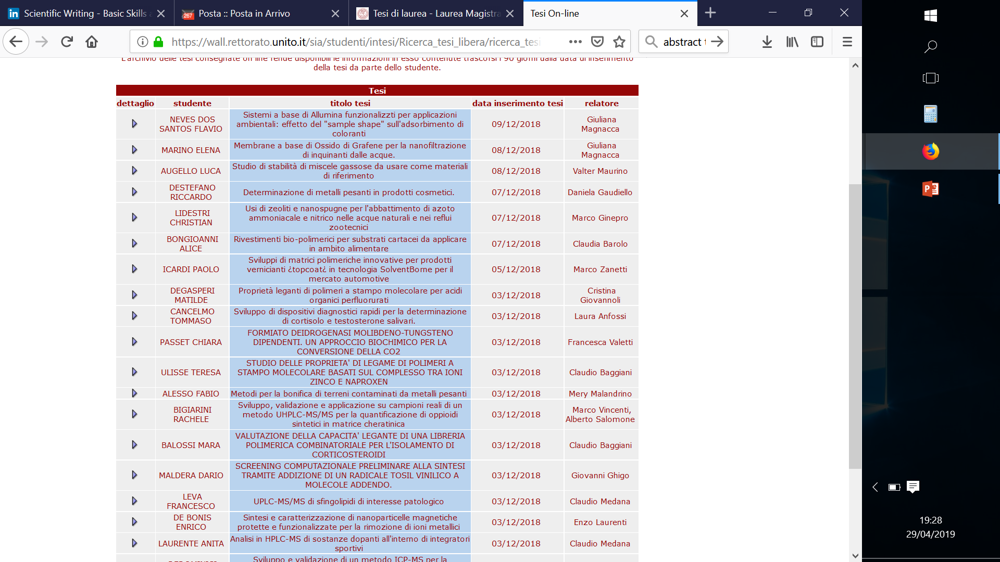 Scientific Writing - Basic Skills a
267
Posta :: Posta in Arrivo
Tesi di laurea - Laurea Magistra
Tesi On-line
https://wall.rettorato.unito.it/sia/studenti/intesi/Ricerca_tesi_libera/ricerca_tesi
abstract t
L'archivio delle tesi consegnate on line rende disponibili le informazioni in esso contenute trascorsi i 90 giorni dalla data di inserimento
della tesi da parte dello studente.
Tesi
dettaglio studente titolo tesi data inserimento tesi relatore
NEVES DOS
SANTOS FLAVIO
Sistemi a base di Allumina funzionalizzti per applicazioni
ambientali: effetto del "sample shape" sull'adsorbimento di
coloranti
09/12/2018
Giuliana
Magnacca
MARINO ELENA
Membrane a base di Ossido di Grafene per la nanofiltrazione
di inquinanti dalle acque.
08/12/2018
Giuliana
Magnacca
AUGELLO LUCA
Studio di stabilità di miscele gassose da usare come materiali
di riferimento
08/12/2018
Valter Maurino
DESTEFANO
RICCARDO
Determinazione di metalli pesanti in prodotti cosmetici.
07/12/2018
Daniela Gaudiello
LIDESTRI
CHRISTIAN
Usi di zeoliti e nanospugne per l'abbattimento di azoto
ammoniacale e nitrico nelle acque naturali e nei reflui
zootecnici
07/12/2018
Marco Ginepro
BONGIOANNI
ALICE
Rivestimenti bio-polimerici per substrati cartacei da applicare
in ambito alimentare
07/12/2018
Claudia Barolo
ICARDI PAOLO
Sviluppi di matrici polimeriche innovative per prodotti
vernicianti ¿topcoat¿ in tecnologia SolventBorne per il
mercato automotive
05/12/2018
Marco Zanetti
DEGASPERI
MATILDE
Proprietà leganti di polimeri a stampo molecolare per acidi
organici perfluorurati
03/12/2018
Cristina
Giovannoli
CANCELMO
TOMMASO
Sviluppo di dispositivi diagnostici rapidi per la determinazione
di cortisolo e testosterone salivari.
03/12/2018
Laura Anfossi
PASSET CHIARA
FORMIATO DEIDROGENASI MOLIBDENO-TUNGSTENO
DIPENDENTI. UN APPROCCIO BIOCHIMICO PER LA
CONVERSIONE DELLA CO2
03/12/2018
Francesca Valetti
ULISSE TERESA
STUDIO DELLE PROPRIETA' DI LEGAME DI POLIMERI A
STAMPO MOLECOLARE BASATI SUL COMPLESSO TRA IONI
ZINCO E NAPROXEN
03/12/2018
Claudio Baggiani
ALESSO FABIO
Metodi per la bonifica di terreni contaminati da metalli pesanti
03/12/2018
Mery Malandrino
BIGIARINI
RACHELE
Sviluppo, validazione e applicazione su campioni reali di un
metodo UHPLC-MS/MS per la quantificazione di oppioidi
sintetici in matrice cheratinica
03/12/2018
Marco Vincenti,
Alberto Salomone
BALOSSI MARA
VALUTAZIONE DELLA CAPACITA' LEGANTE DI UNA LIBRERIA
POLIMERICA COMBINATORIALE PER L'ISOLAMENTO DI
CORTICOSTEROIDI
03/12/2018
Claudio Baggiani
MALDERA DARIO
SCREENING COMPUTAZIONALE PRELIMINARE ALLA SINTESI
TRAMITE ADDIZIONE DI UN RADICALE TOSIL VINILICO A
MOLECOLE ADDENDO.
03/12/2018
Giovanni Ghigo
LEVA
FRANCESCO
UPLC-MS/MS di sfingolipidi di interesse patologico
03/12/2018
Claudio Medana
DE BONIS
ENRICO
Sintesi e caratterizzazione di nanoparticelle magnetiche
protette e funzionalizzate per la rimozione di ioni metallici
03/12/2018
Enzo Laurenti
LAURENTE ANITA
Analisi in HPLC-MS di sostanze dopanti all'interno di integratori
sportivi
03/12/2018
Claudio Medana
Sviluppo e validazione di un metodo ICP-MS per la
19:28
29/04/2019